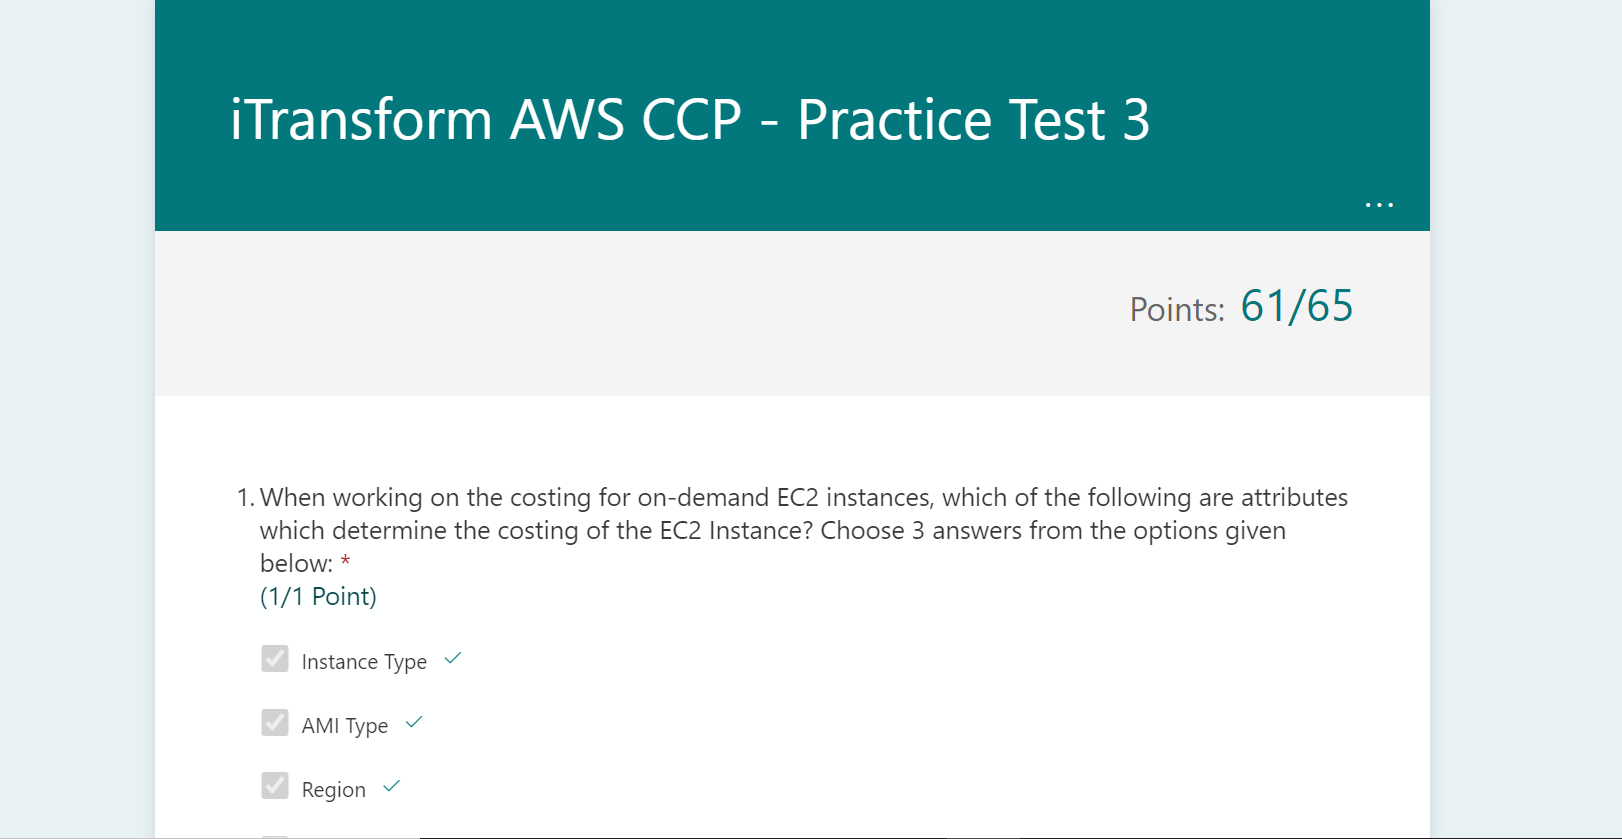 iTransform AWS CCP - Practice Test 3
...
Points: 61/65
1. When working on the costing for on-demand EC2 instances, which of the following are attributes
which determine the costing of the EC2 Instance? Choose 3 answers from the options given
below: *
(1/1 Point)
Instance Type
AMI Type
Region